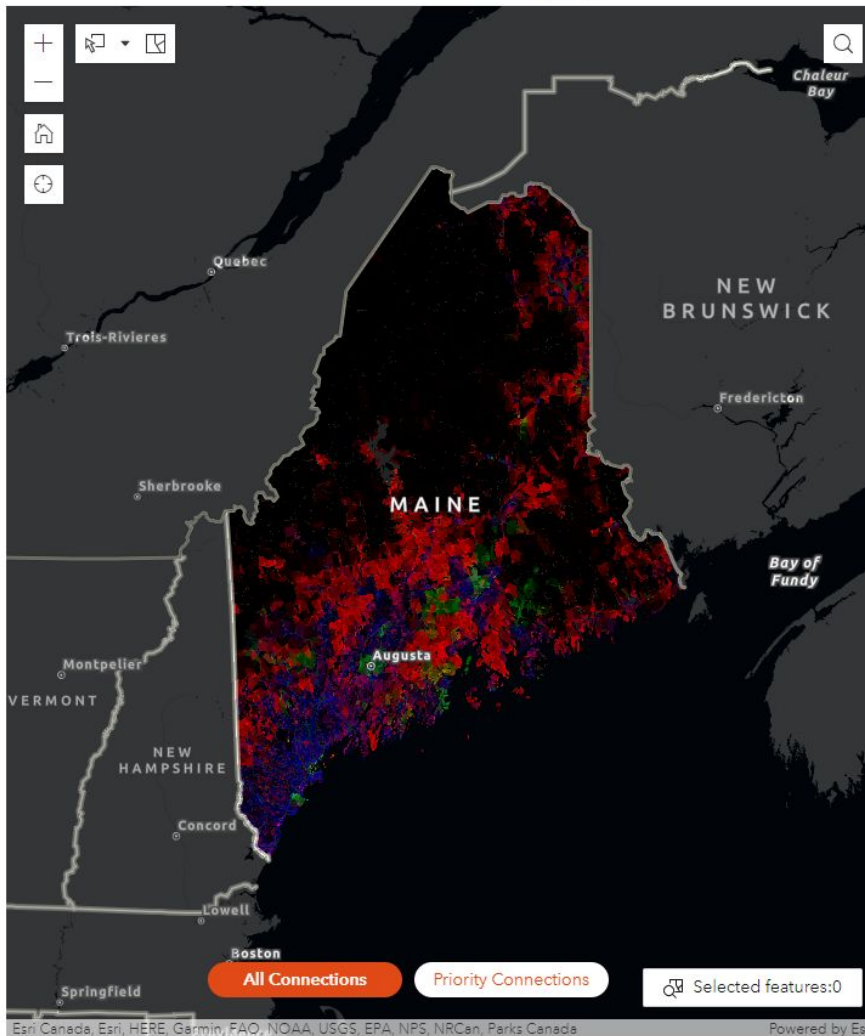 Chaleur
Bay
Quebec
NEW
BRUNSWICK
Trois-Rivieres
Fredericton
Sherbrooke
MAINE
Bay of
Fundy
Augusta
Montpelier
VERMONT
NEW
HAMPSHIRE
Concord
Lowell
Boston
All Connections
Priority Connections
Selected features:0
Springfield
Esri Canada, Esri, HERE, Garmin, FAO, NOAA, USGS, EPA, NPS, NRCan, Parks Canada
Powered by Es